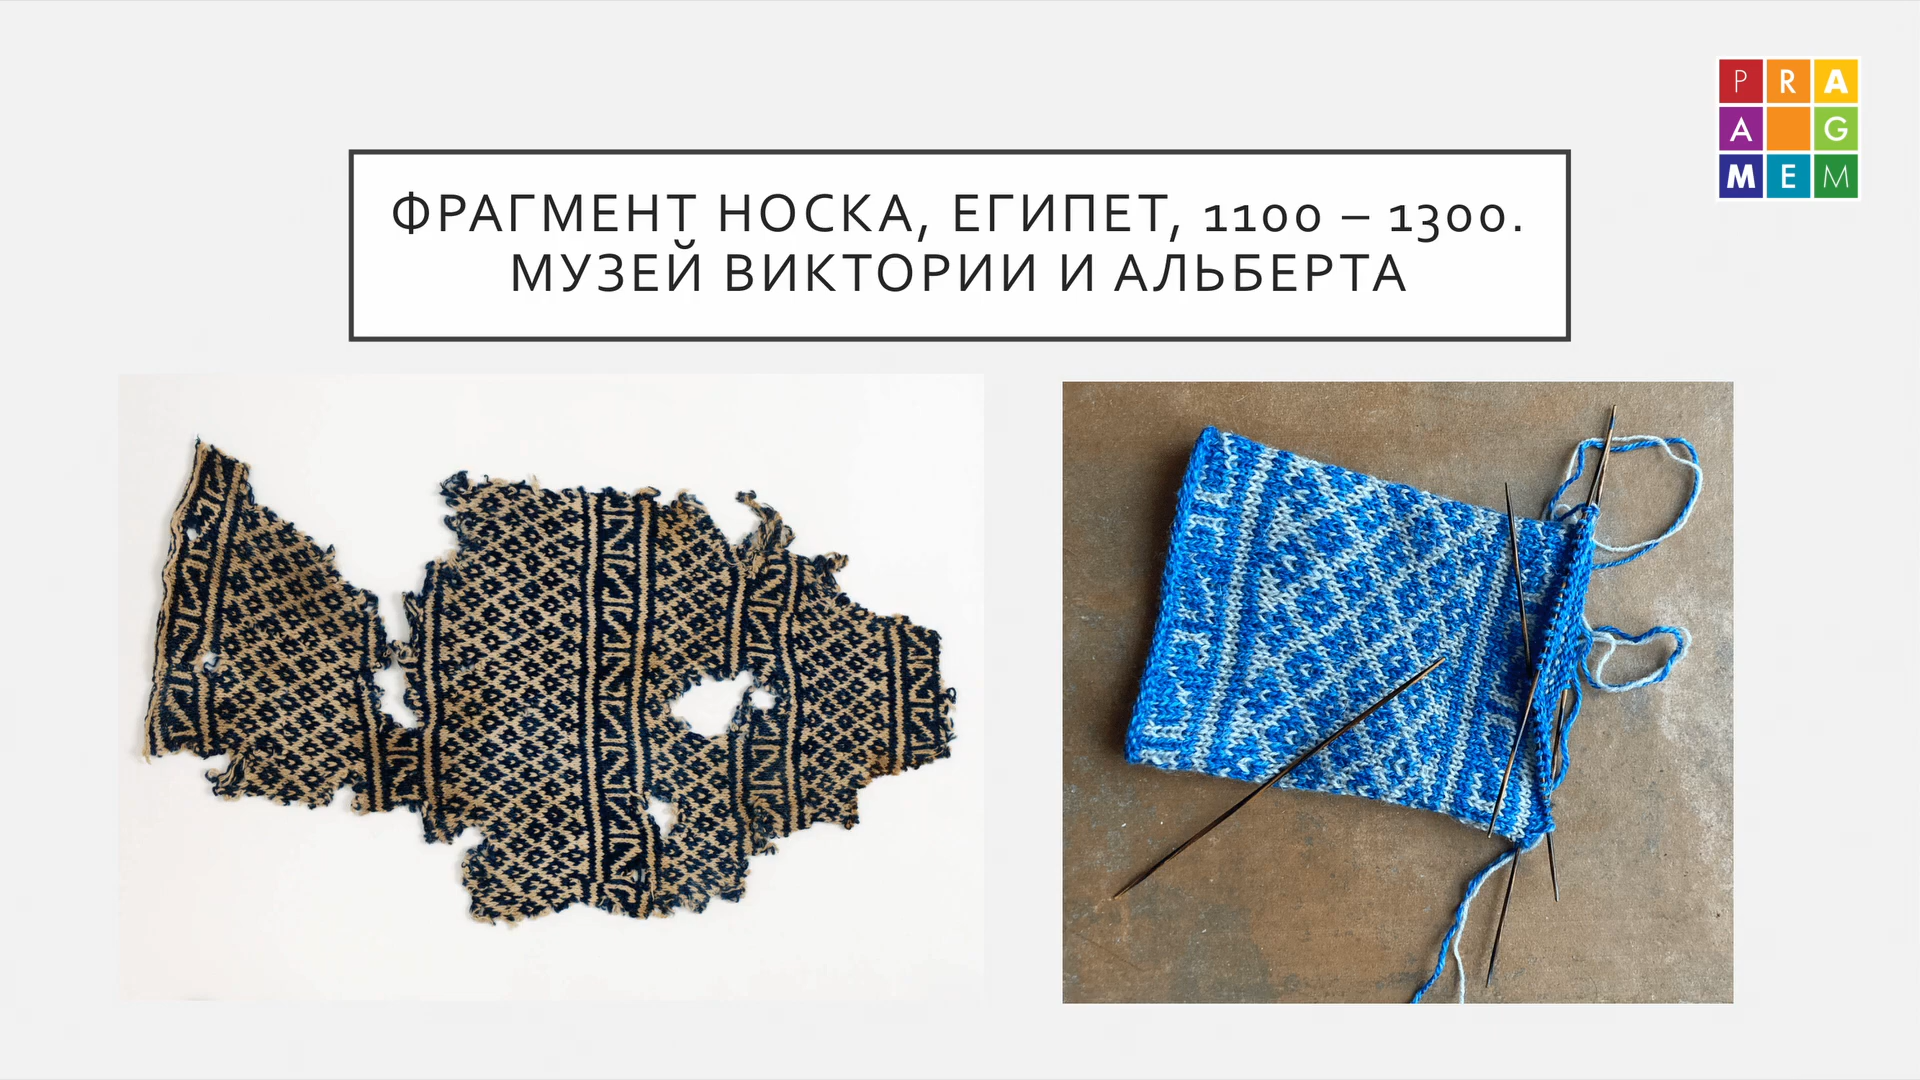 ФРАГМЕНТ НОСКА, ЕГИПЕТ, 1100 – 1300.
МУЗЕЙ ВИКТОРИИ И АЛЬБЕРТА
P R A
A G
M E M